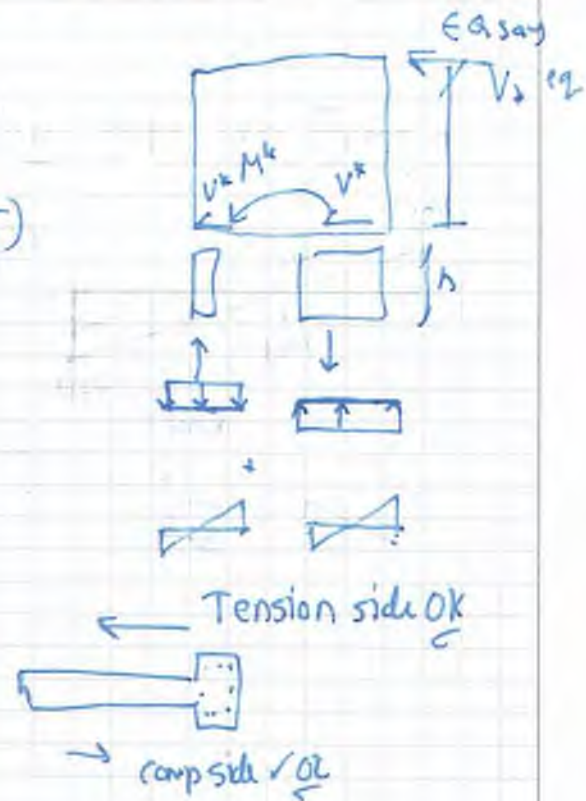 EQ say
V, eq
V* M* V*
)
h
+
Tension side OK
comp side ✓ OK